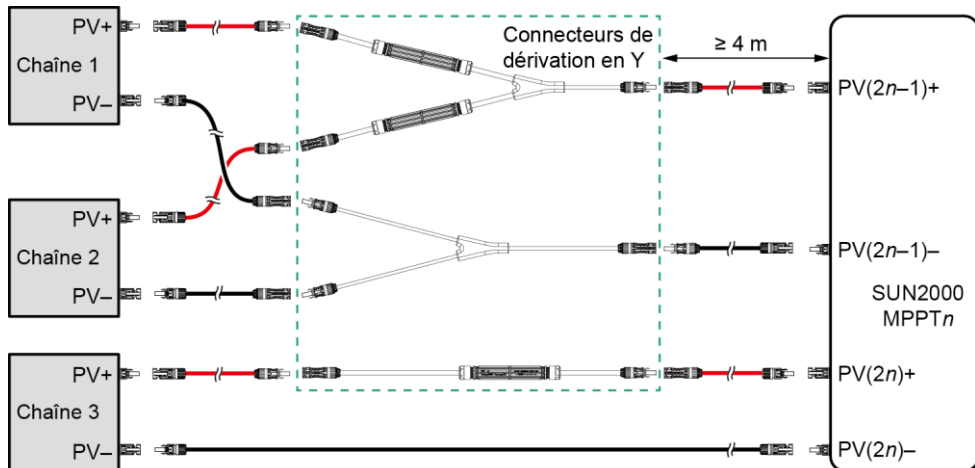 PV+
Chaîne 1
PV–
PV+
Chaîne 2
PV–
PV+
Chaîne 3
PV–
Connecteurs de
dérivation en Y
≥ 4 m
PV(2n–1)+
PV(2n–1)–
SUN2000
MPPTn
PV(2n)+
PV(2n)–